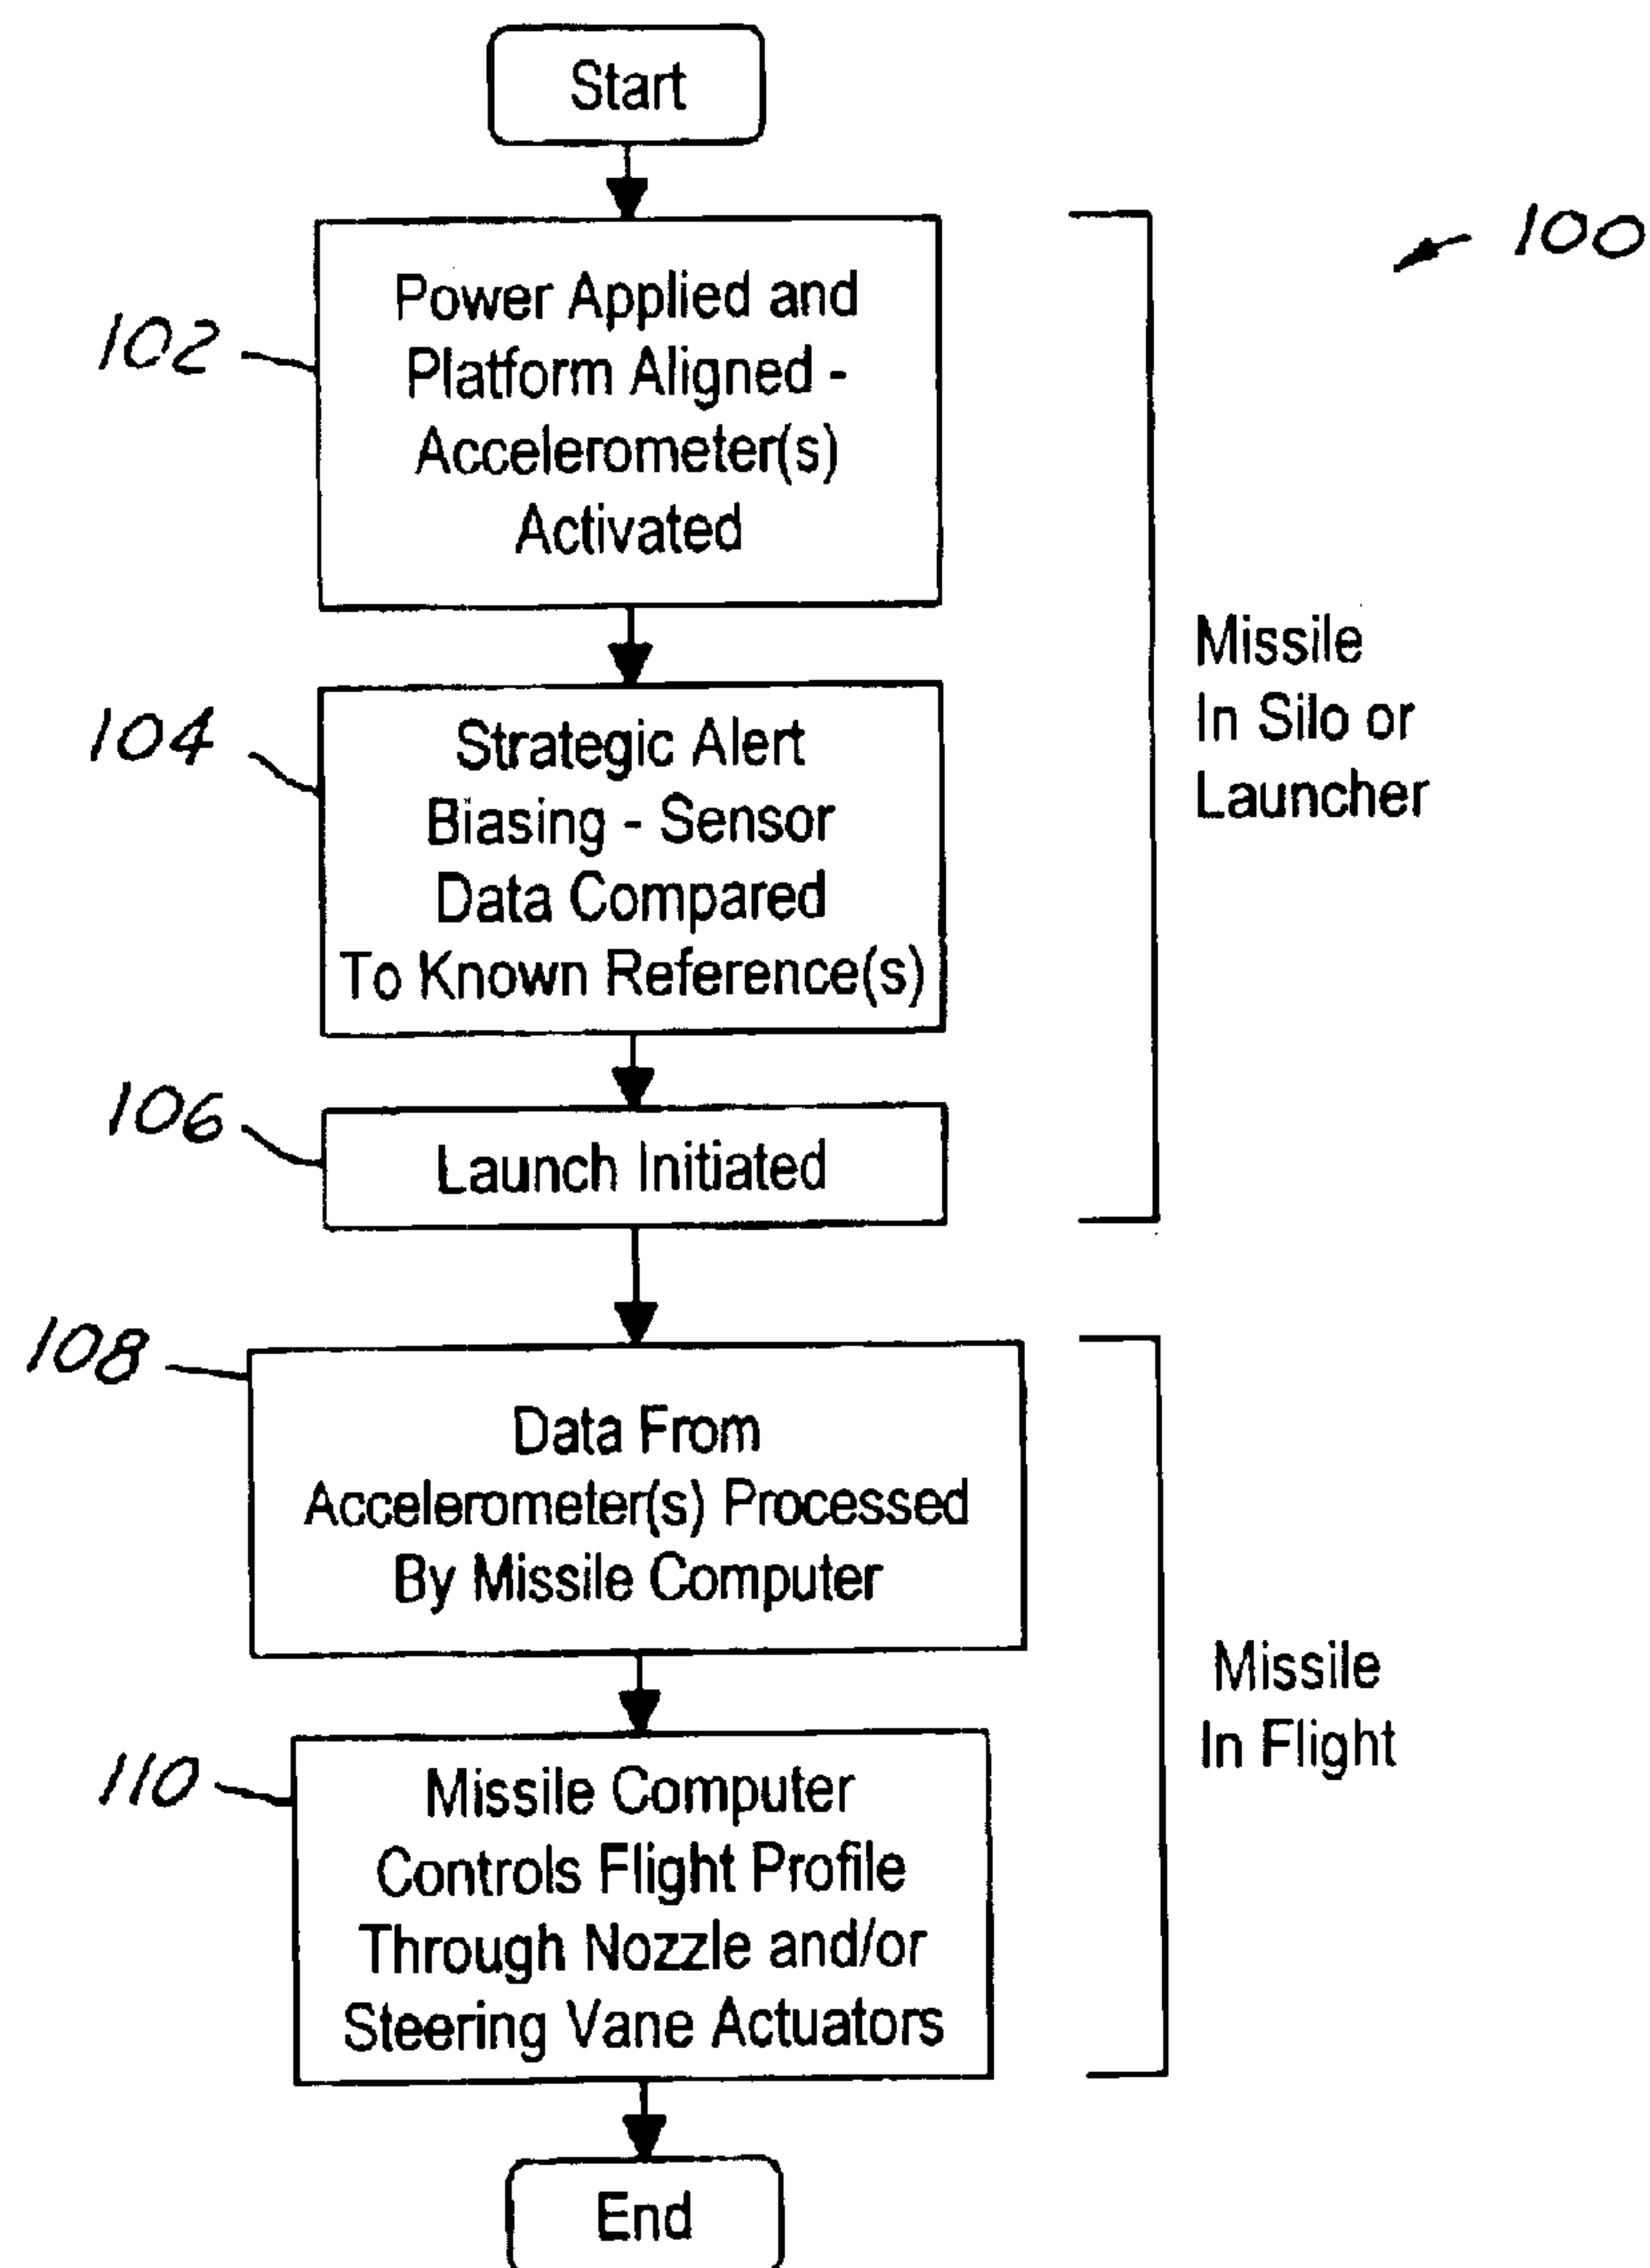 Start
100
102
Power Applied and
Platform Aligned -
Accelerometer(s)
Activated
Missile
In Silo or
Launcher
104
Strategic Alert
Biasing - Sensor
Data Compared
To Known Reference(s)
106
Launch Initiated
108
Data From
Accelerometer(s) Processed
By Missile Computer
Missile
In Flight
110
Missile Computer
Controls Flight Profile
Through Nozzle and/or
Steering Vane Actuators
End